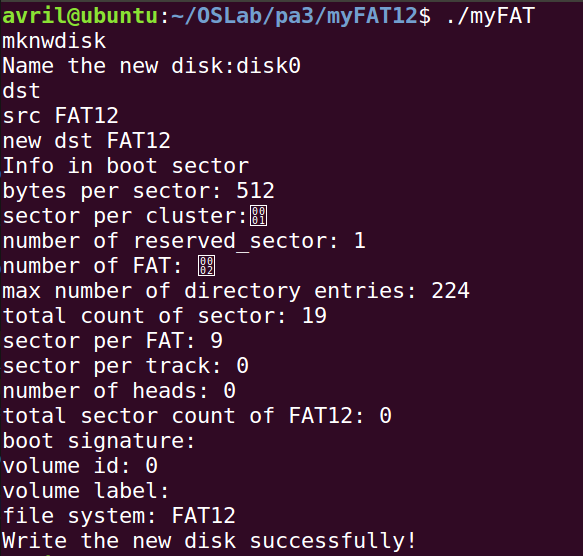 avril@ubuntu:~/OSLab/pa3/myFAT12$ ./myFAT
mknwdisk
Name the new disk:disk0
dst
src FAT12
new dst FAT12
Info in boot sector
bytes per sector: 512
sector per cluster:
number of reserved_sector: 1
number of FAT:
max number of directory entries: 224
total count of sector: 19
sector per FAT: 9
sector per track: 0
number of heads: 0
total sector count of FAT12: 0
boot signature:
volume id: 0
volume label:
file system: FAT12
Write the new disk successfully!